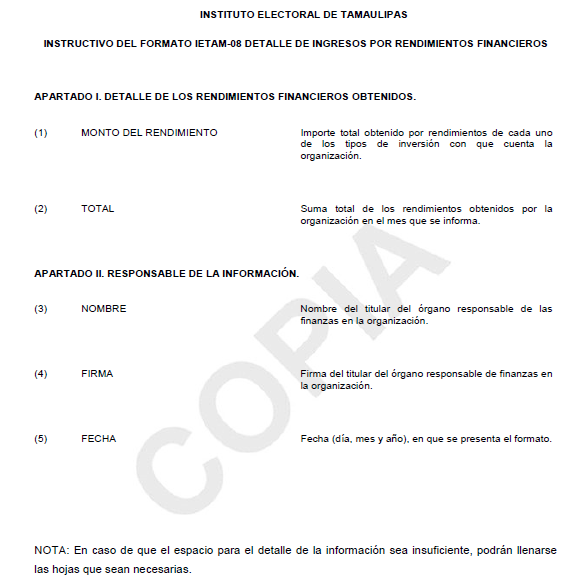 INSTITUTO ELECTORAL DE TAMAULIPAS
INSTRUCTIVO DEL FORMATO IETAM-08 DETALLE DE INGRESOS POR RENDIMIENTOS FINANCIEROS
APARTADO I. DETALLE DE LOS RENDIMIENTOS FINANCIEROS OBTENIDOS.
(1) MONTO DEL RENDIMIENTO Importe total obtenido por rendimientos de cada uno
de los tipos de inversión con que cuenta la
organización.
(2) TOTAL Suma total de los rendimientos obtenidos por la
organización en el mes que se informa.
APARTADO II. RESPONSABLE DE LA INFORMACIÓN.
(3) NOMBRE Nombre del titular del órgano responsable de las
finanzas en la organización.
(4) FIRMA Firma del titular del órgano responsable de finanzas en
la organización.
(5) FECHA Fecha (día, mes y año), en que se presenta el formato.
COPIA
NOTA: En caso de que el espacio para el detalle de la información sea insuficiente, podrán llenarse
las hojas que sean necesarias.